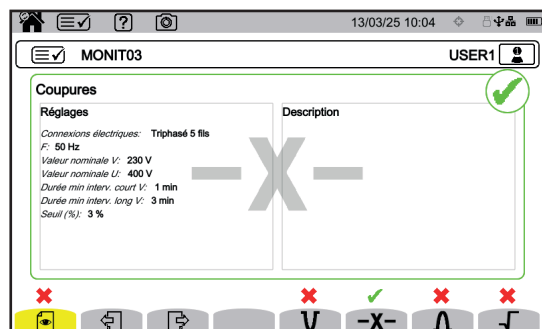 13/03/25 10:04
MONIT03
USER1
Coupures
Réglages
Connexions électriques: Triphasé 5 fils
F: 50 Hz
Valeur nominale V: 230 V
Valeur nominale U: 400 V
Durée min interv. court V: 1 min
Durée min interv. long V: 3 min
Seuil (%): 3 %
Description
-X-
-X-